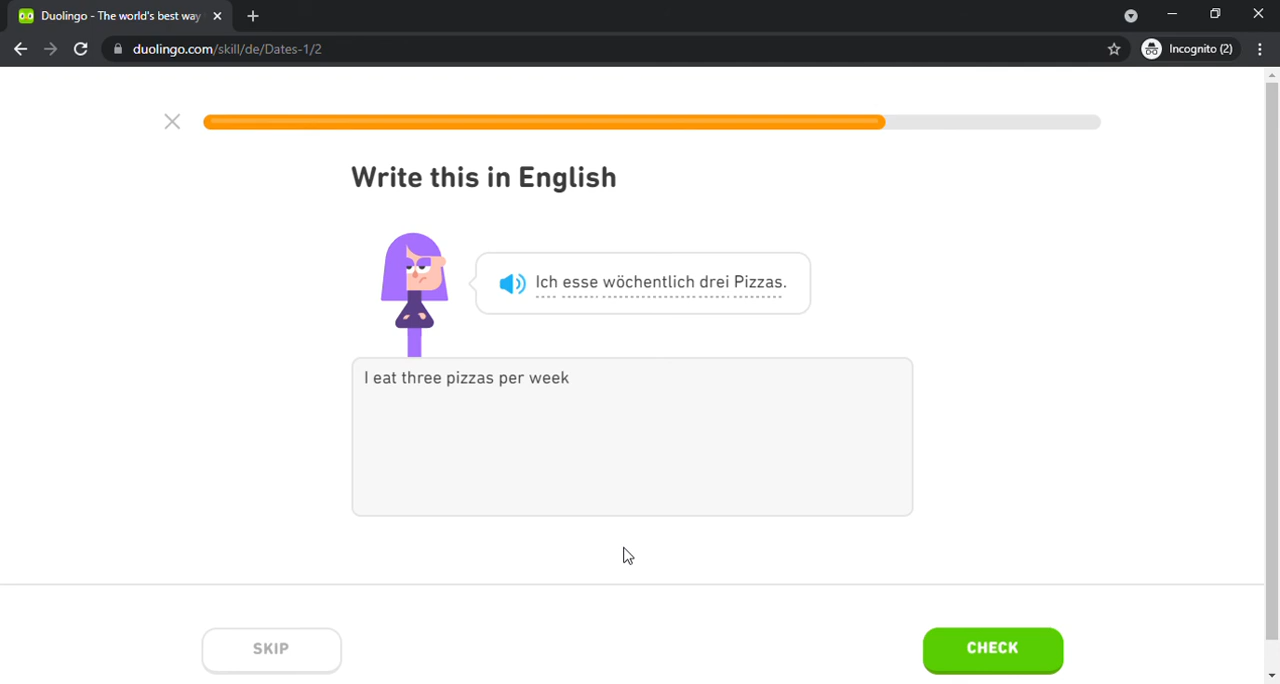 Duolingo - The world's best way
duolingo.com/skill/de/Dates-1/2
Incognito (2)
Write this in English
Ich esse wöchentlich drei Pizzas.
I eat three pizzas per week
SKIP
CHECK